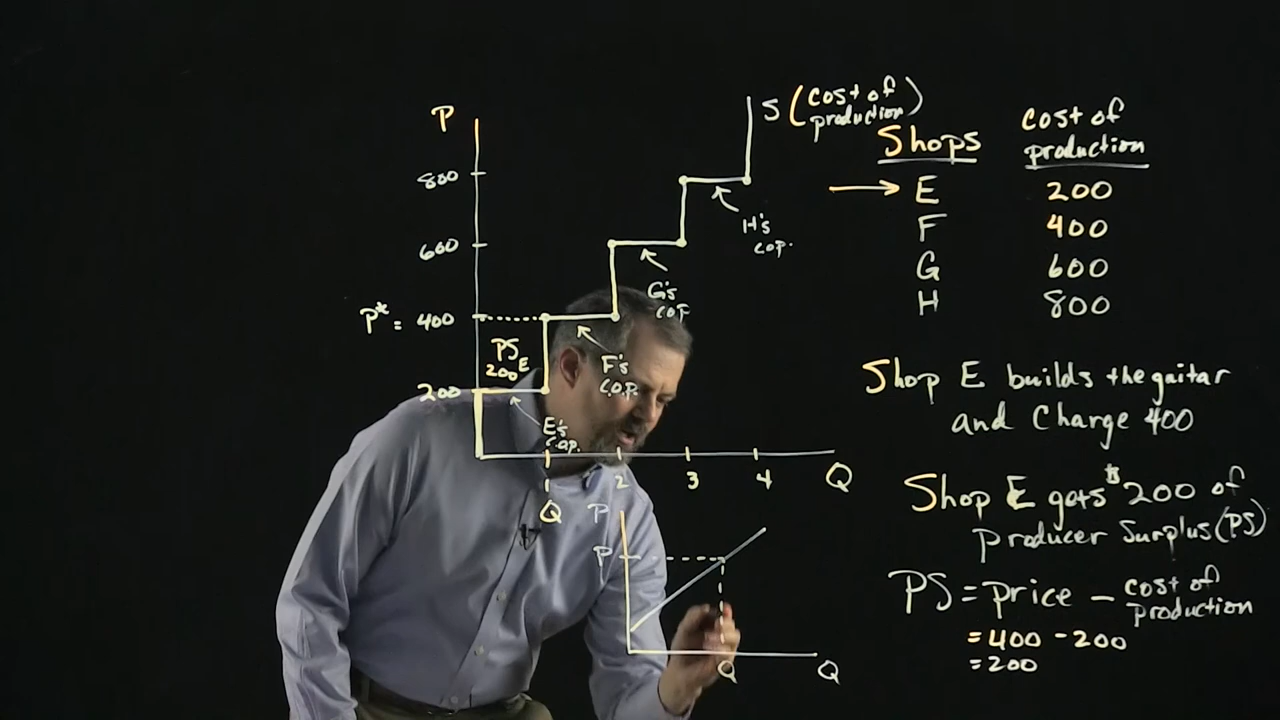 P
S (cost of
production)
800
600
P* = 400
200
PS E
200
E's
C.O.P.
F's
C.O.P.
G's
COP
H's
COP.
2
3
4
Q
Q
P
P
Q
Q
Shops
cost of
production
E 200
F 400
G 600
H 800
Shop E builds the guitar
and Charge 400
Shop E gets $200 of
Producer Surplus (PS)
PS = price - cost of
production
= 400 - 200
= 200